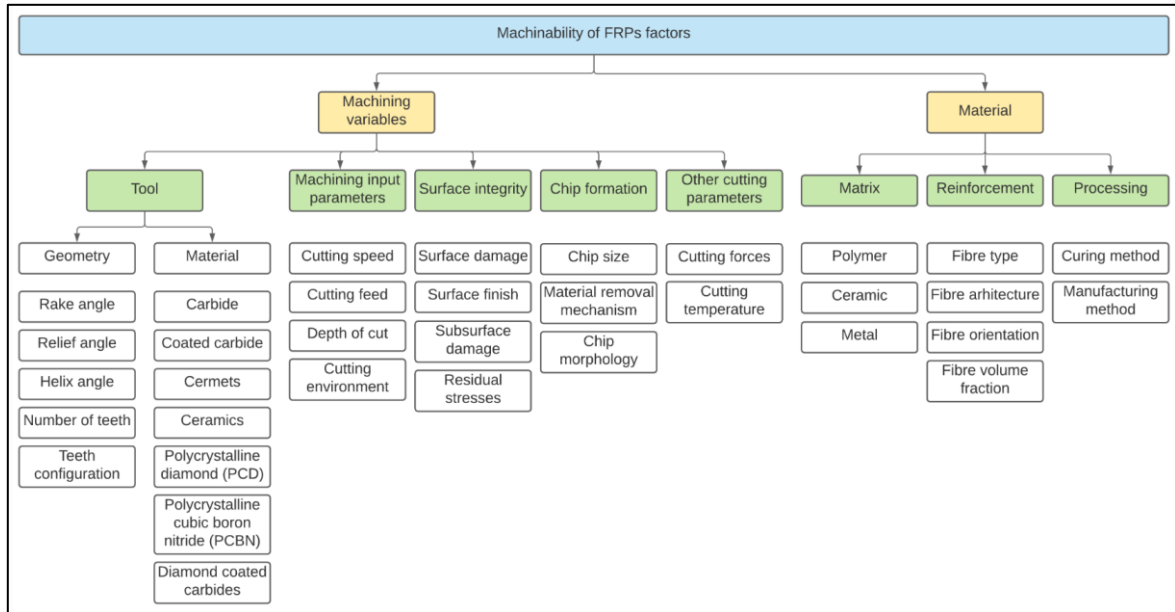 Machinability of FRPs factors
Machining
variables
Material
Tool
Machining input
parameters
Surface integrity
Chip formation
Other cutting
parameters
Matrix
Reinforcement
Processing
Geometry
Material
Cutting speed
Surface damage
Chip size
Cutting forces
Polymer
Fibre type
Curing method
Rake angle
Carbide
Cutting feed
Surface finish
Material removal
mechanism
Cutting
temperature
Ceramic
Fibre arhitecture
Manufacturing
method
Relief angle
Coated carbide
Depth of cut
Subsurface
damage
Chip
morphology
Metal
Fibre orientation
Helix angle
Cermets
Cutting
environment
Residual
stresses
Fibre volume
fraction
Number of teeth
Ceramics
Teeth
configuration
Polycrystalline
diamond (PCD)
Polycrystalline
cubic boron
nitride (PCBN)
Diamond coated
carbides